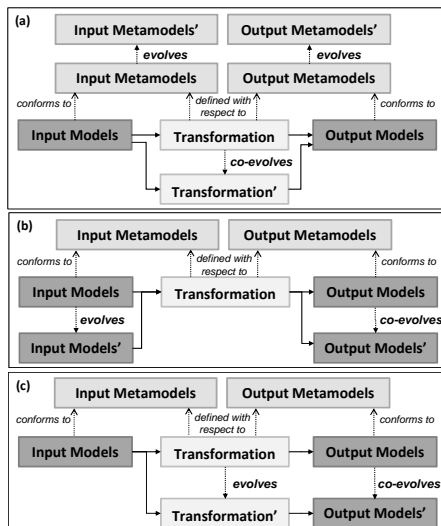 (a)
Input Metamodels’ Output Metamodels’
evolves evolves
Input Metamodels Output Metamodels
conforms to defined with conforms to
respect to
Input Models Transformation Output Models
co-evolves
Transformation’
(b)
Input Metamodels Output Metamodels
conforms to defined with conforms to
respect to
Input Models Transformation Output Models
evolves co-evolves
Input Models’ Output Models’
(c)
Input Metamodels Output Metamodels
conforms to defined with conforms to
respect to
Input Models Transformation Output Models
evolves co-evolves
Transformation’ Output Models’